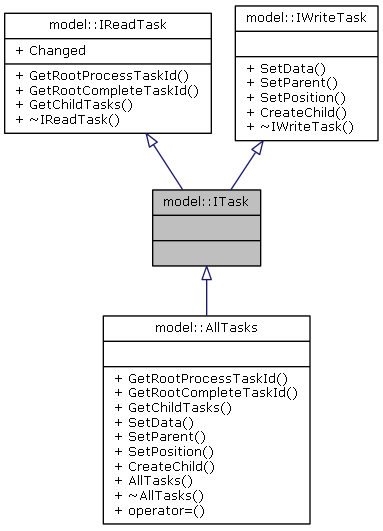 model::IReadTask
+ Changed
+ GetRootProcessTaskId()
+ GetRootCompleteTaskId()
+ GetChildTasks()
+ ~IReadTask()
model::IWriteTask
+ SetData()
+ SetParent()
+ SetPosition()
+ CreateChild()
+ ~IWriteTask()
model::ITask
model::AllTasks
+ GetRootProcessTaskId()
+ GetRootCompleteTaskId()
+ GetChildTasks()
+ SetData()
+ SetParent()
+ SetPosition()
+ CreateChild()
+ AllTasks()
+ ~AllTasks()
+ operator=()